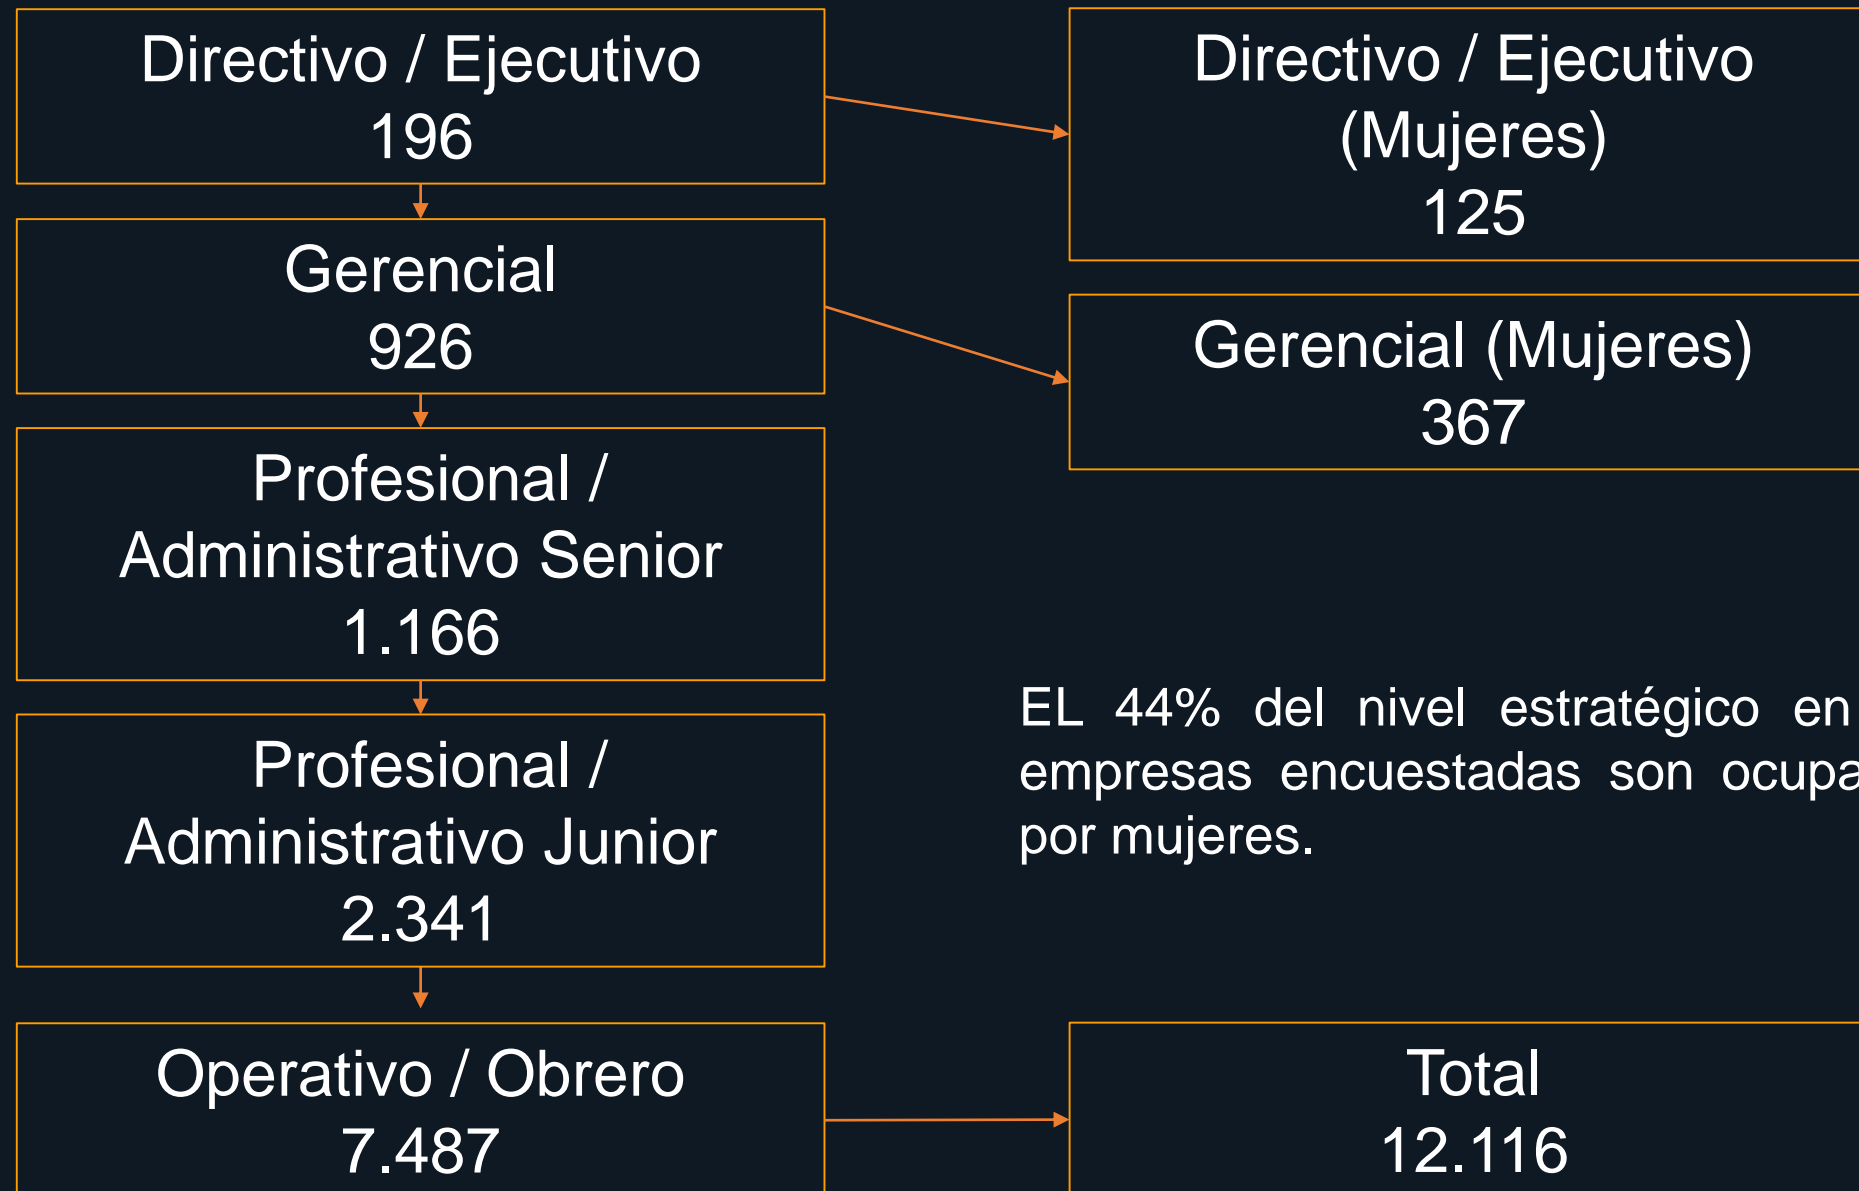 Directivo / Ejecutivo
196
Gerencial
926
Profesional /
Administrativo Senior
1.166
Profesional /
Administrativo Junior
2.341
Operativo / Obrero
7.487
Directivo / Ejecutivo
(Mujeres)
125
Gerencial (Mujeres)
367
EL 44% del nivel estratégico en
empresas encuestadas son
por mujeres.
Total
12.116